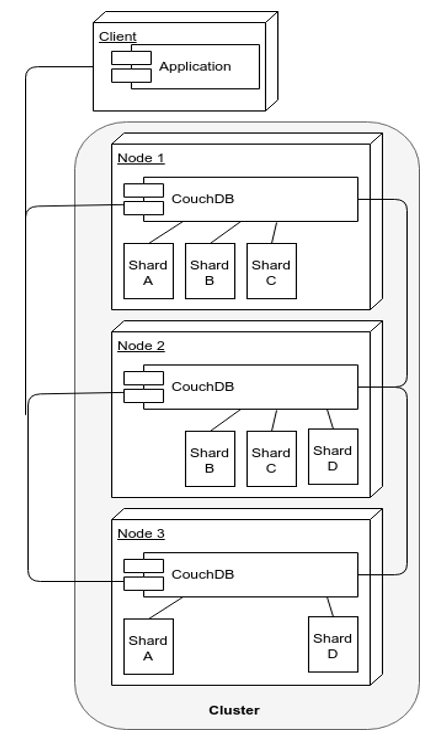 Client
Application
Node 1
CouchDB
Shard
A
Shard
B
Shard
C
Node 2
CouchDB
Shard
B
Shard
C
Shard
D
Node 3
CouchDB
Shard
A
Shard
D
Cluster